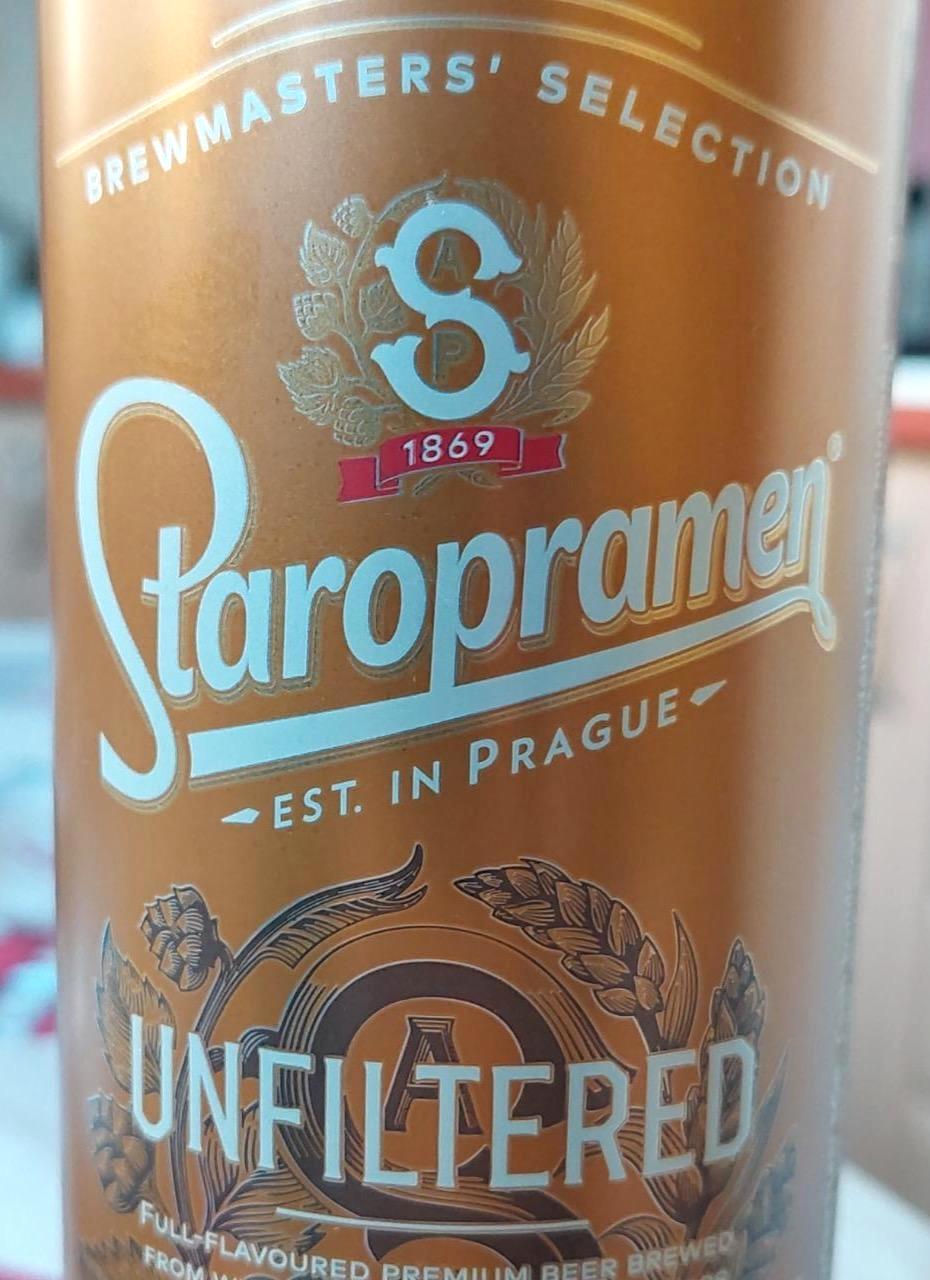 BREWMASTERS' SELECTION
S
A
P
1869
Staropramen
EST. IN PRAGUE
A
UNFILTERED
FULL-FLAVOURED PREMIUM BEER BREWED
FROM